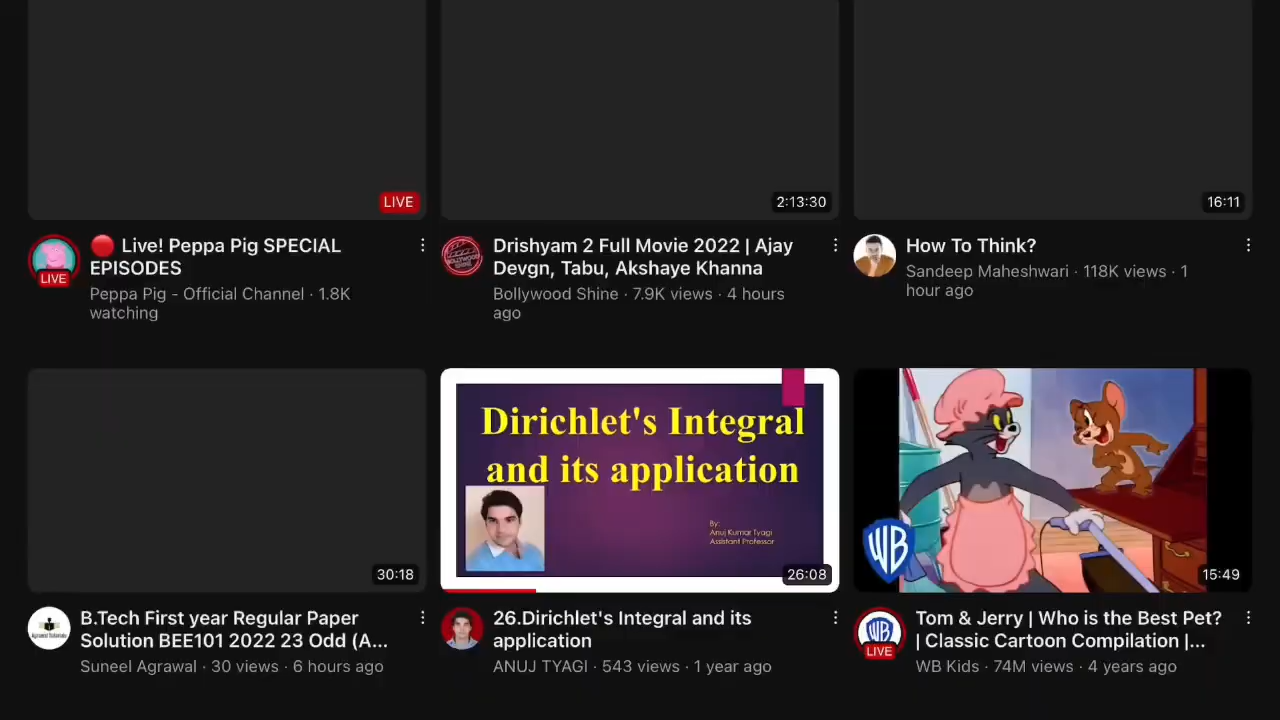 LIVE
2:13:30
16:11
LIVE
🔴 Live! Peppa Pig SPECIAL
EPISODES
Peppa Pig - Official Channel · 1.8K
watching
BOLLYWOOD
SHINE
Drishyam 2 Full Movie 2022 | Ajay
Devgn, Tabu, Akshaye Khanna
Bollywood Shine · 7.9K views · 4 hours
ago
How To Think?
Sandeep Maheshwari · 118K views · 1
hour ago
30:18
Dirichlet's Integral
and its application
By:
Anuj Kumar Tyagi
Assistant Professor
26:08
WB
15:49
B.Tech First year Regular Paper
Solution BEE101 2022 23 Odd (A...
Suneel Agrawal · 30 views · 6 hours ago
26.Dirichlet's Integral and its
application
ANUJ TYAGI · 543 views · 1 year ago
WB
LIVE
Tom & Jerry | Who is the Best Pet?
| Classic Cartoon Compilation |...
WB Kids · 74M views · 4 years ago